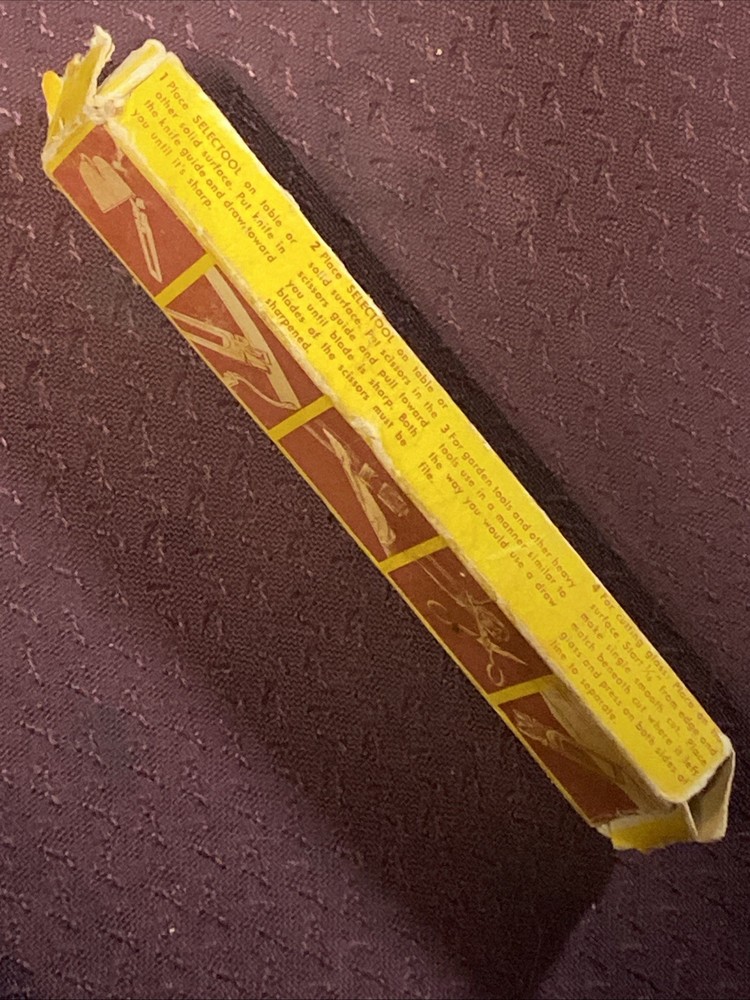 1 Place SELECTOOL on table or
other solid surface. Put knife in
the knife guide and draw toward
you until it's sharp.
2 Place SELECTOOL on table or
solid surface. Put scissors in the
scissors guide and pull toward
you until blade is sharp. Both
blades of the scissors must be
sharpened.
3 For garden tools and other heavy
tools use in a manner similar to
the way you would use a draw
file.
4 For cutting glass: Place on
surface. Start from edge and
make single smooth cut. Place
match beneath cut where it left
glass and press on both sides of
line to separate.